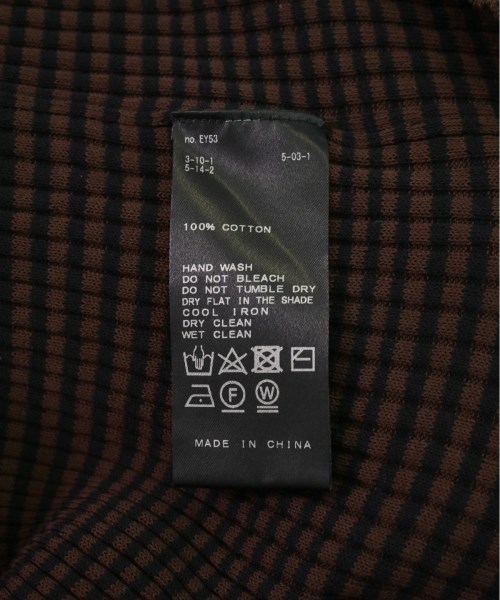 no. EY53
3-10-1 5-03-1
5-14-2
100% COTTON
HAND WASH
DO NOT BLEACH
DO NOT TUMBLE DRY
DRY FLAT IN THE SHADE
COOL IRON
DRY CLEAN
WET CLEAN
F W
MADE IN CHINA